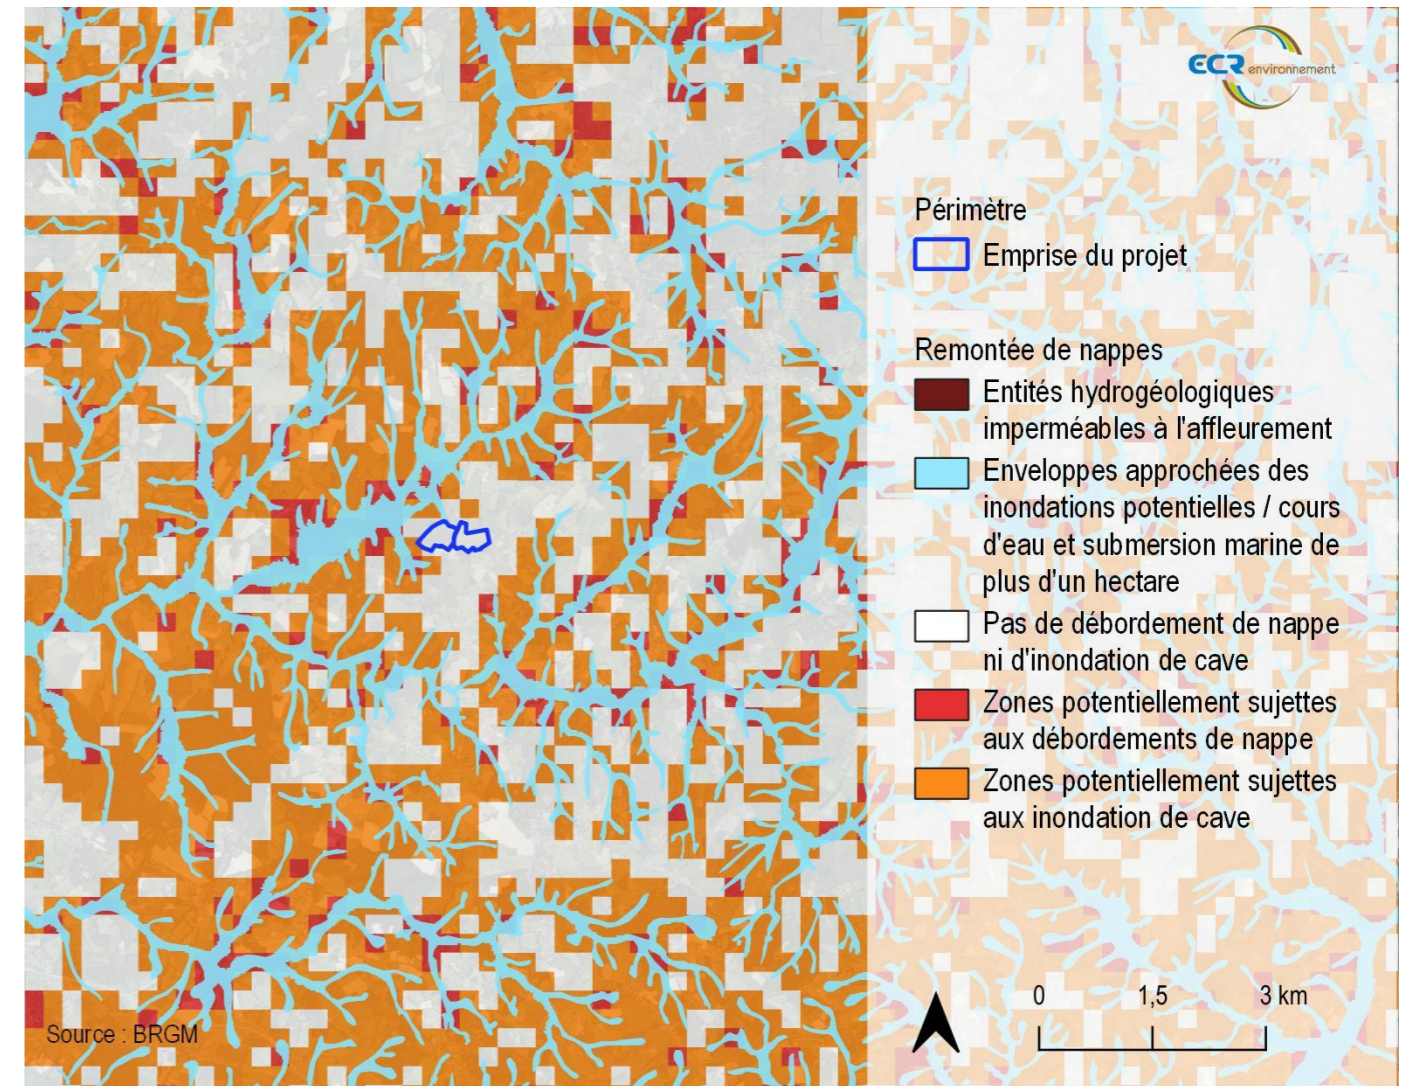 ECR environnement
Périmètre
Emprise du projet
Remontée de nappes
Entités hydrogéologiques
imperméables à l'affleurement
Enveloppes approchées des
inondations potentielles / cours
d'eau et submersion marine de
plus d'un hectare
Pas de débordement de nappe
ni d'inondation de cave
Zones potentiellement sujettes
aux débordements de nappe
Zones potentiellement sujettes
aux inondation de cave
0 1,5 3 km
Source : BRGM